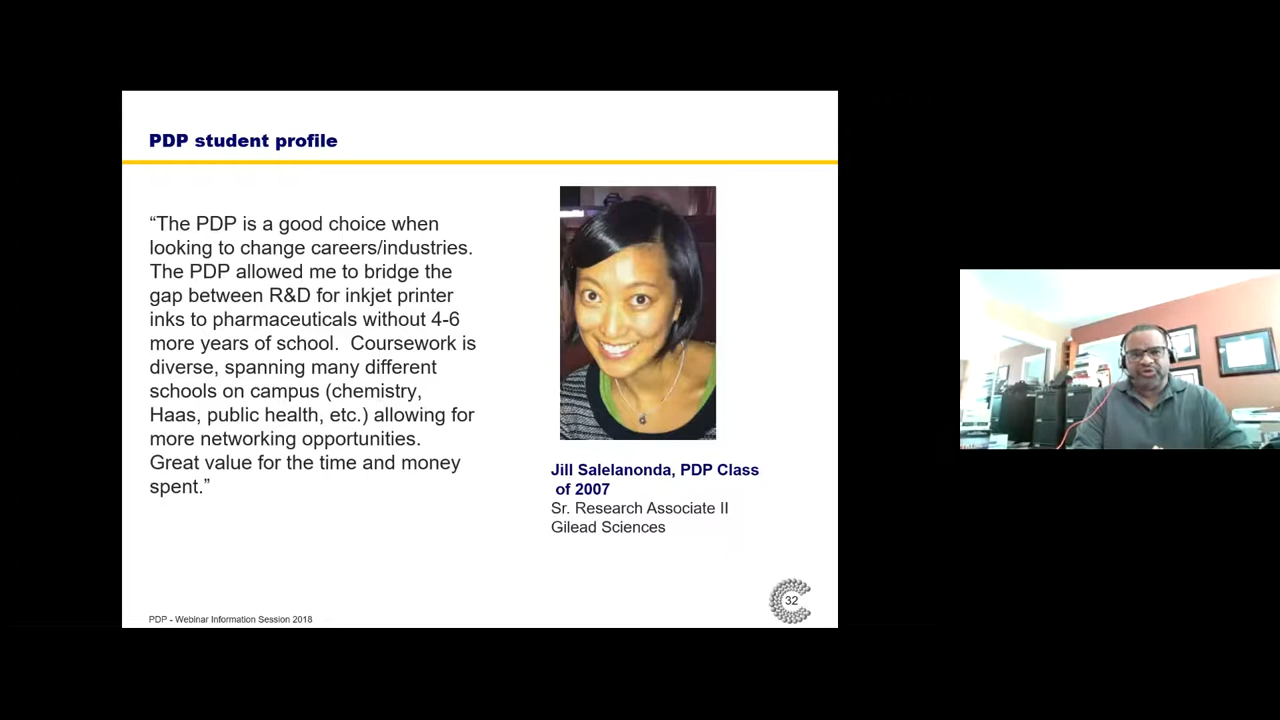 PDP student profile
“The PDP is a good choice when
looking to change careers/industries.
The PDP allowed me to bridge the
gap between R&D for inkjet printer
inks to pharmaceuticals without 4-6
more years of school.  Coursework is
diverse, spanning many different
schools on campus (chemistry,
Haas, public health, etc.) allowing for
more networking opportunities.
Great value for the time and money
spent.”
Jill Salelanonda, PDP Class
of 2007
Sr. Research Associate II
Gilead Sciences
PDP - Webinar Information Session 2018
32